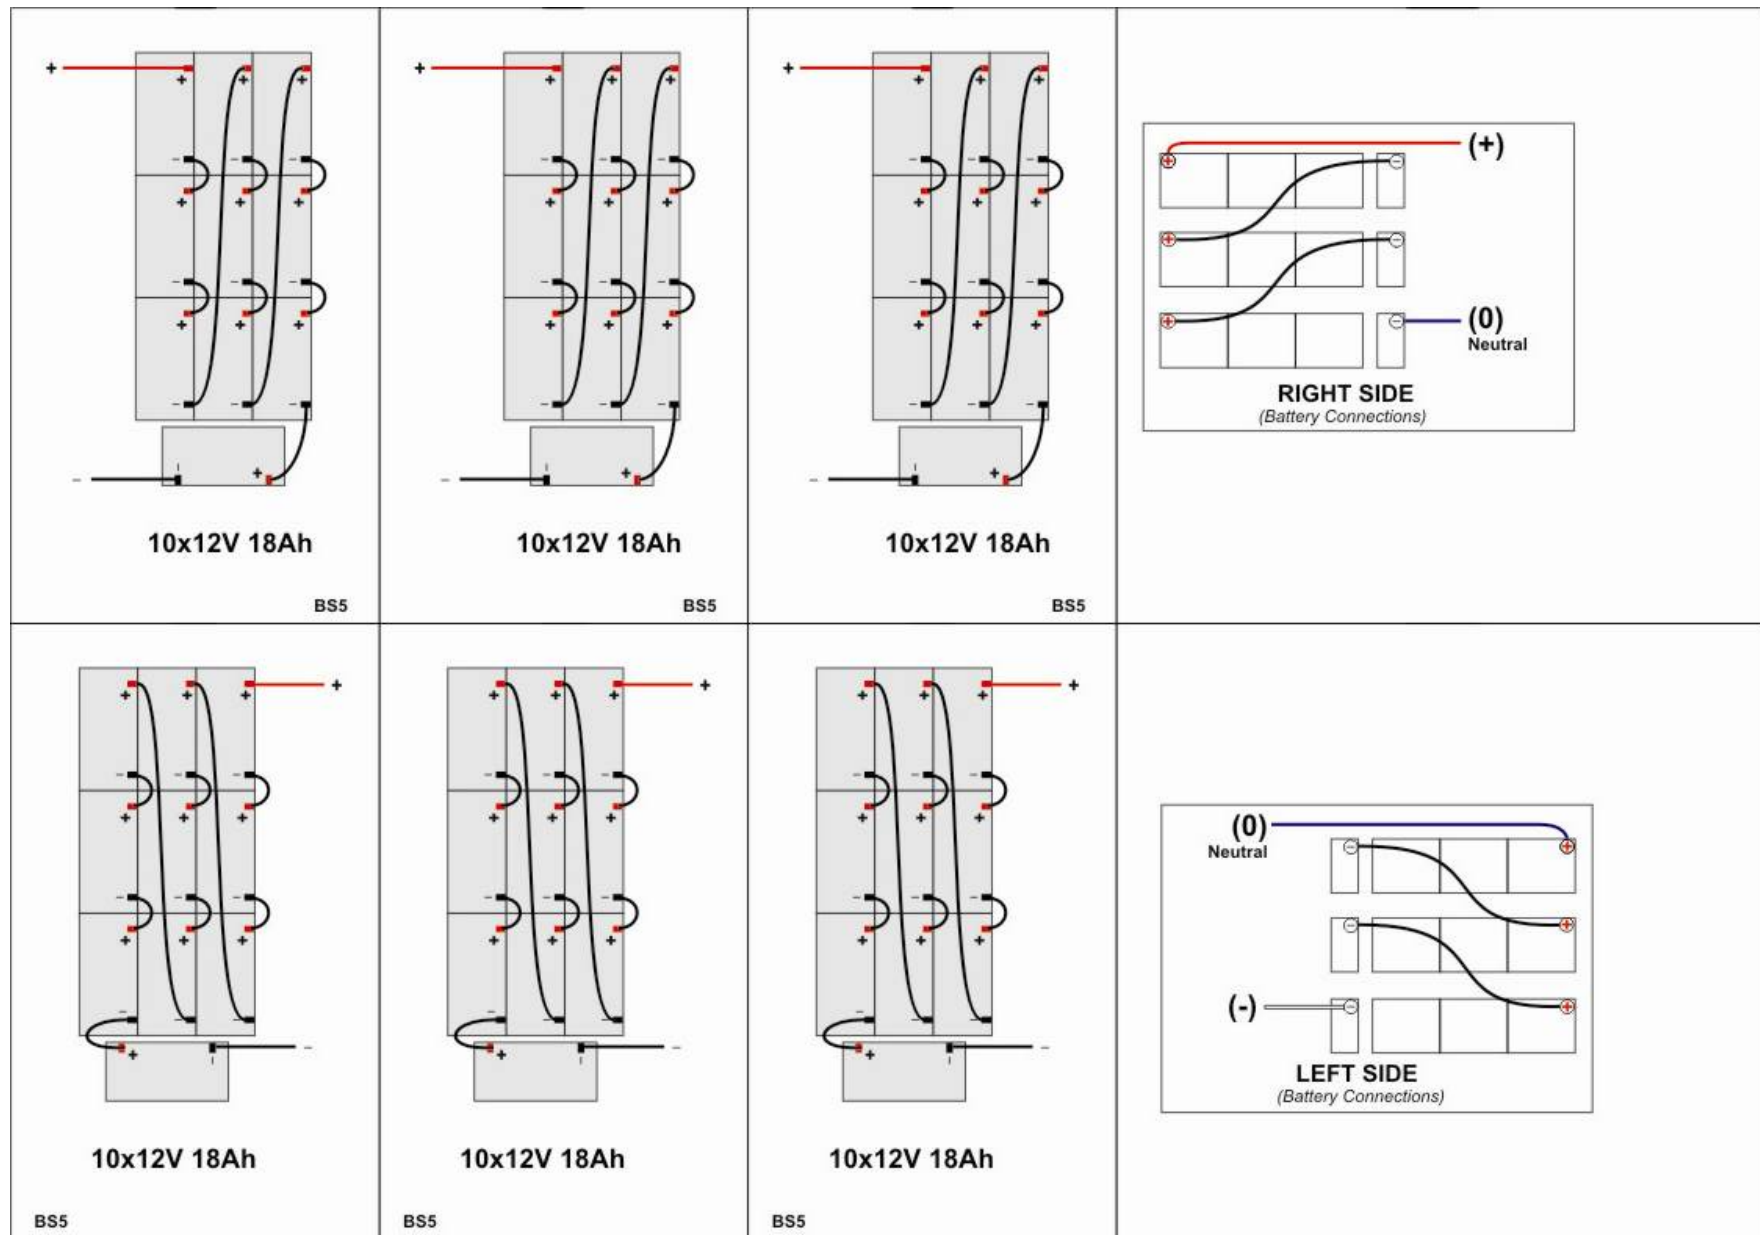 10x12V 18Ah
BS5
10x12V 18Ah
BS5
10x12V 18Ah
BS5
(+)
(0)
Neutral
RIGHT SIDE
(Battery Connections)
10x12V 18Ah
BS5
10x12V 18Ah
BS5
10x12V 18Ah
BS5
(0)
Neutral
(-)
LEFT SIDE
(Battery Connections)